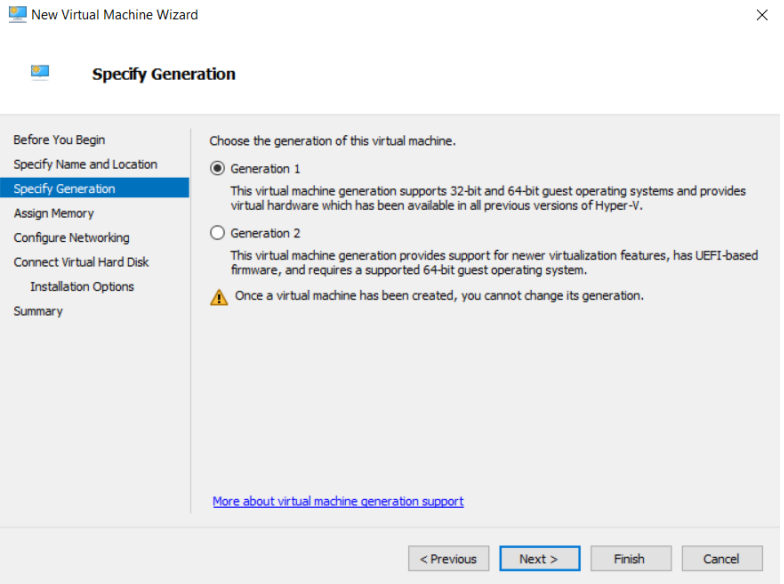 New Virtual Machine Wizard
Specify Generation
Before You Begin
Specify Name and Location
Specify Generation
Assign Memory
Configure Networking
Connect Virtual Hard Disk
Installation Options
Summary
Choose the generation of this virtual machine.
Generation 1
This virtual machine generation supports 32-bit and 64-bit guest operating systems and provides
virtual hardware which has been available in all previous versions of Hyper-V.
Generation 2
This virtual machine generation provides support for newer virtualization features, has UEFI-based
firmware, and requires a supported 64-bit guest operating system.
Once a virtual machine has been created, you cannot change its generation.
More about virtual machine generation support
< Previous
Next >
Finish
Cancel